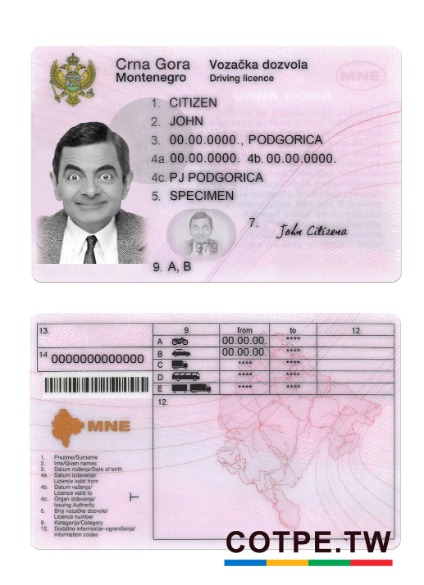 Crna Gora Vozačka dozvola
Montenegro Driving licence
MNE
1. CITIZEN
2. JOHN
3. 00.00.0000., PODGORICA
4a. 00.00.0000. 4b. 00.00.0000.
4c. PJ PODGORICA
5. SPECIMEN
7. John Citizena
9. A, B
13. 9. from to 12.
A 00.00.00. ****
14 0000000000000 B 00.00.00. ****
C **** ****
D **** ****
E **** ****
12.
MNE
1. Prezime/Surname
2. Ime/Given names
3. Datum rođenja/Date of birth
4a. Datum izdavanja/
Licence valid from
4b. Datum važenja/
Licence valid to
4c. Organ izdavanja/
Issuing Authority
5. Broj vozačke dozvole/
Licence number
9. Kategorija/Category
12. Dodatne informacije-ograničenja/
Information codes
COTPE.TW